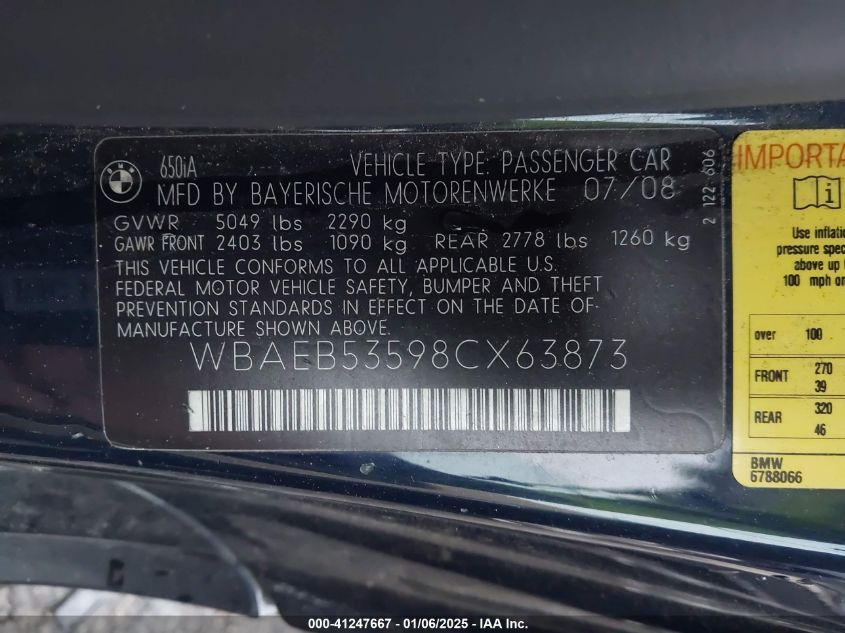 650iA VEHICLE TYPE: PASSENGER CAR
MFD BY BAYERISCHE MOTORENWERKE 07/08
GVWR 5049 lbs 2290 kg
GAWR FRONT 2403 lbs 1090 kg REAR 2778 lbs 1260 kg
THIS VEHICLE CONFORMS TO ALL APPLICABLE U.S.
FEDERAL MOTOR VEHICLE SAFETY, BUMPER AND THEFT
PREVENTION STANDARDS IN EFFECT ON THE DATE OF
MANUFACTURE SHOWN ABOVE.
WBAEB53598CX63873
2 122 606
IMPORTA
Use inflatio
pressure spec
above up
100 mph or
over 100
FRONT 270
39
REAR 320
46
BMW
6788066
000-41247667 - 01/06/2025 - IAA Inc.